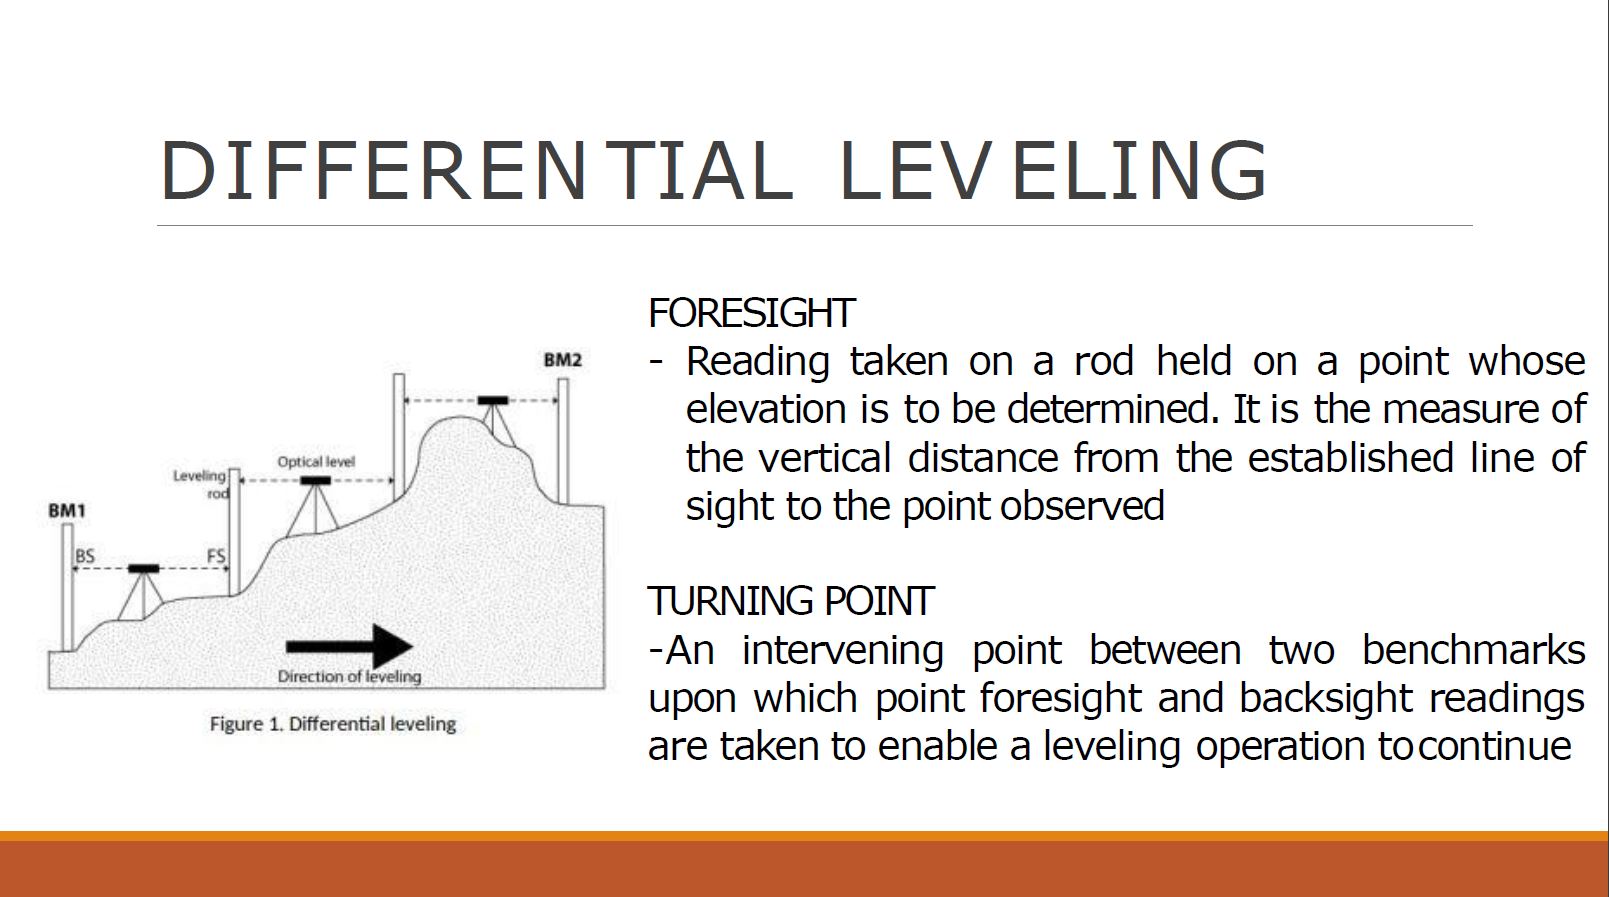 DIFFERENTIAL LEVELING
FORESIGHT
- Reading taken on a rod held on a point whose
elevation is to be determined. It is the measure of
the vertical distance from the established line of
sight to the point observed
TURNING POINT
-An intervening point between two benchmarks
upon which point foresight and backsight readings
are taken to enable a leveling operation to continue
BM2
Optical level
Leveling
rod
BM1
BS
FS
Direction of leveling
Figure 1. Differential leveling